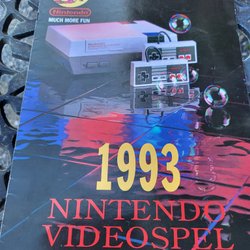 Nintendo
MUCH MORE FUN
1993
NINTENDO
VIDEOSPEL